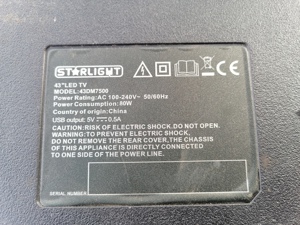 STARLIGHT
43"LED TV
MODEL:43DM7500
Power Rating:AC 100-240V~ 50/60Hz
Power Consumption:60W
Country of origin: China
USB output: 5V⎓0.5A
CAUTION:RISK OF ELECTRIC SHOCK.DO NOT OPEN.
WARNING:TO PREVENT ELECTRIC SHOCK,
DO NOT REMOVE THE REAR COVER. THE CHASSIS
OF THIS APPLIANCE IS DIRECTLY CONNECTED
TO ONE SIDE OF THE POWER LINE.
SERIAL NUMBER